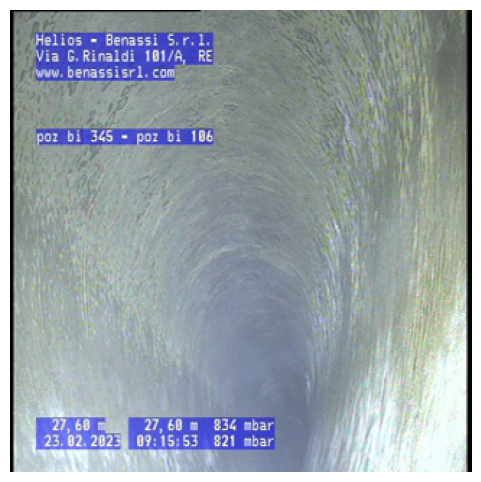 Helios - Benassi S.r.l.
Via G.Rinaldi 101/A, RE
www.benassisrl.com
poz bi 345 - poz bi 106
27,60 m 27,60 m 834 mbar
23.02.2023 09:15:53 821 mbar